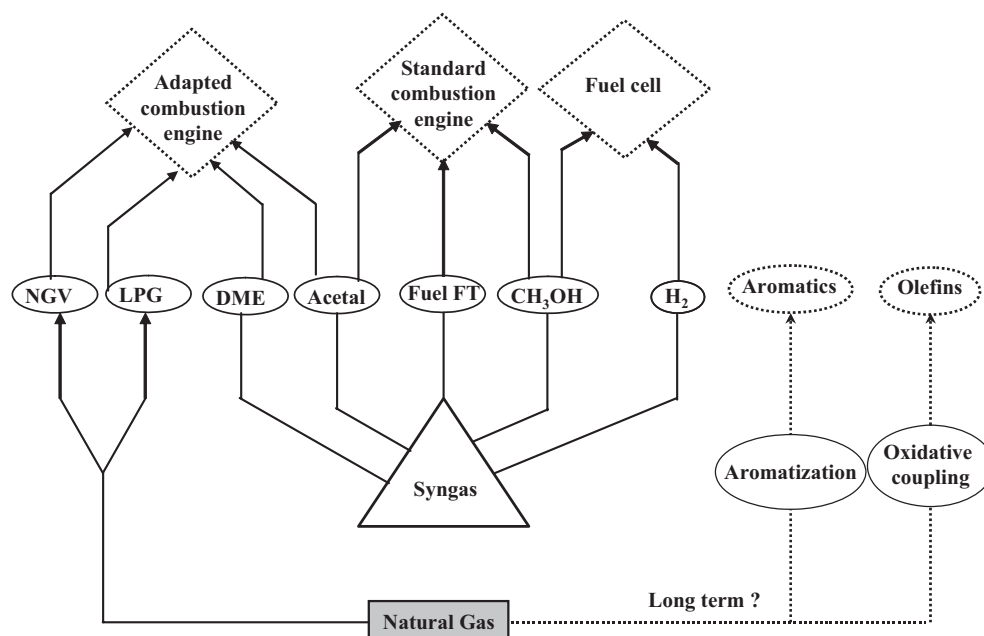 Adapted
combustion
engine
Standard
combustion
engine
Fuel cell
NGV
LPG
DME
Acetal
Fuel FT
CH₃OH
H₂
Aromatics
Olefins
Syngas
Aromatization
Oxidative
coupling
Long term ?
Natural Gas